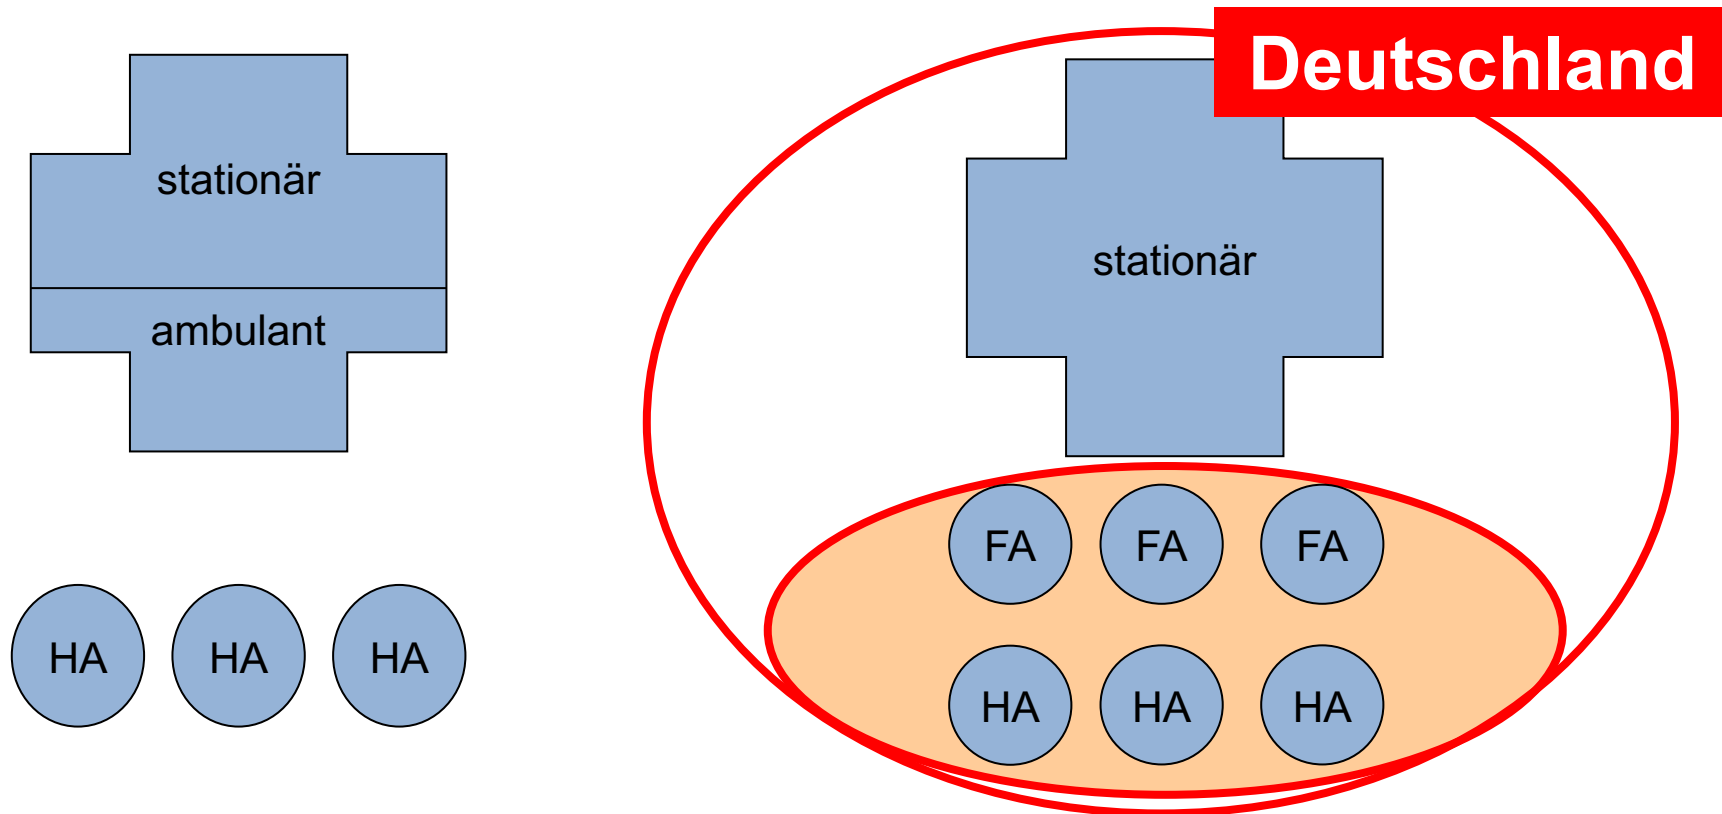 Deutschland
stationär
ambulant
HA HA HA
stationär
FA FA FA
HA HA HA